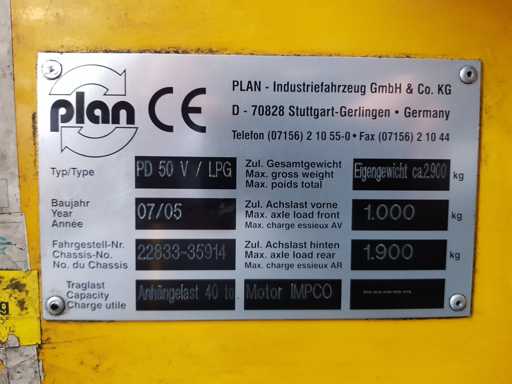 plan CE
PLAN - Industriefahrzeug GmbH & Co. KG
D - 70828 Stuttgart-Gerlingen • Germany
Telefon (07156) 2 10 55-0 • Fax (07156) 2 10 44
Typ/Type PD 50 V / LPG
Zul. Gesamtgewicht
Max. gross weight
Max. poids total
Eigengewicht ca.2.900 kg
Baujahr
Year
Année
07/05
Zul. Achslast vorne
Max. axle load front
Max. charge essieux AV
1.000 kg
Fahrgestell-Nr.
Chassis-No.
No. du Chassis
22833-35914
Zul. Achslast hinten
Max. axle load rear
Max. charge essieux AR
1.900 kg
Traglast
Capacity
Charge utile
Anhängelast 40 to.
Motor IMPCO